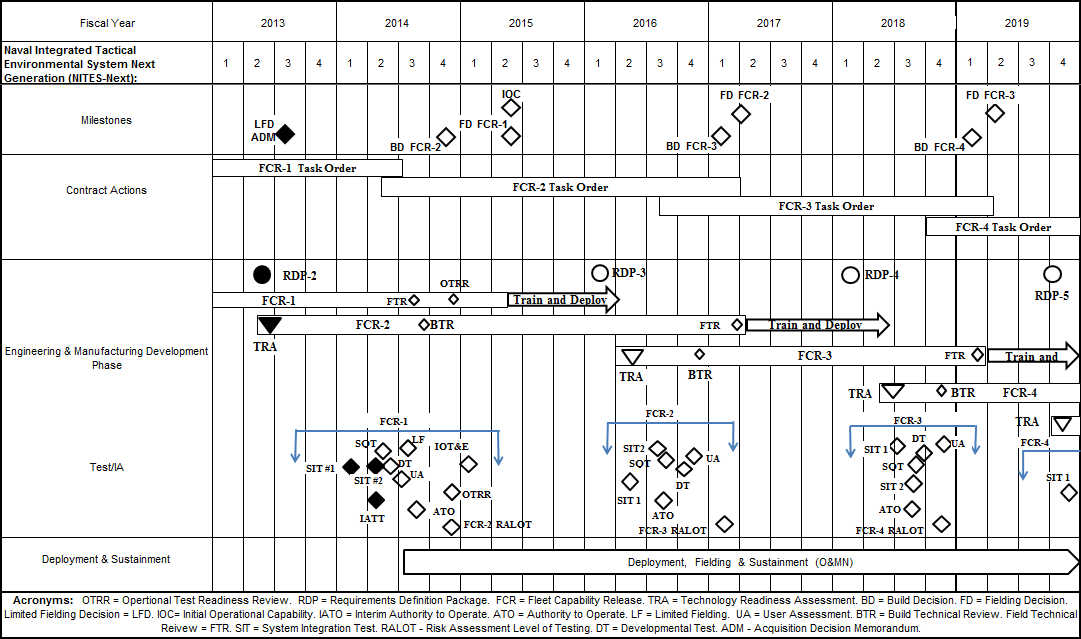 Fiscal Year 2013 2014 2015 2016 2017 2018 2019
Naval Integrated Tactical
Environmental System Next
Generation (NITES-Next):
1 2 3 4 1 2 3 4 1 2 3 4 1 2 3 4 1 2 3 4 1 2 3 4 1 2 3 4
Milestones
IOC
FD FCR-2
FD FCR-3
LFD
ADM
FD FCR-1
BD FCR-2
BD FCR-3
BD FCR-4
Contract Actions
FCR-1 Task Order
FCR-2 Task Order
FCR-3 Task Order
FCR-4 Task Order
Engineering & Manufacturing Development
Phase
RDP-2
RDP-3
RDP-4
RDP-5
OTRR
FCR-1
FTR
Train and Deploy
FCR-2
BTR
FTR
Train and Deploy
TRA
FCR-3
FTR
Train and
TRA
BTR
TRA
BTR
FCR-4
TRA
Test/IA
FCR-1
SQT
LF
IOT&E
SIT #1
DT
SIT #2
UA
OTRR
IATT
ATO
FCR-2 RALOT
FCR-2
SIT2
SQT
UA
DT
SIT 1
ATO
FCR-3 RALOT
FCR-3
DT
SIT 1
UA
SQT
SIT 2
ATO
FCR-4 RALOT
FCR-4
SIT 1
Deployment & Sustainment
Deployment, Fielding & Sustainment (O&MN)
Acronyms: OTRR = Opertional Test Readiness Review. RDP = Requirements Definition Package. FCR = Fleet Capability Release. TRA = Technology Readiness Assessment. BD = Build Decision. FD = Fielding Decision.
Limited Fielding Decision = LFD. IOC= Initial Operational Capability. IATO = Interim Authority to Operate. ATO = Authority to Operate. LF = Limited Fielding. UA = User Assessment. BTR = Build Technical Review. Field Technical
Reivew = FTR. SIT = System Integration Test. RALOT - Risk Assessment Level of Testing. DT = Developmental Test. ADM - Acquisition Decision Memorandum.